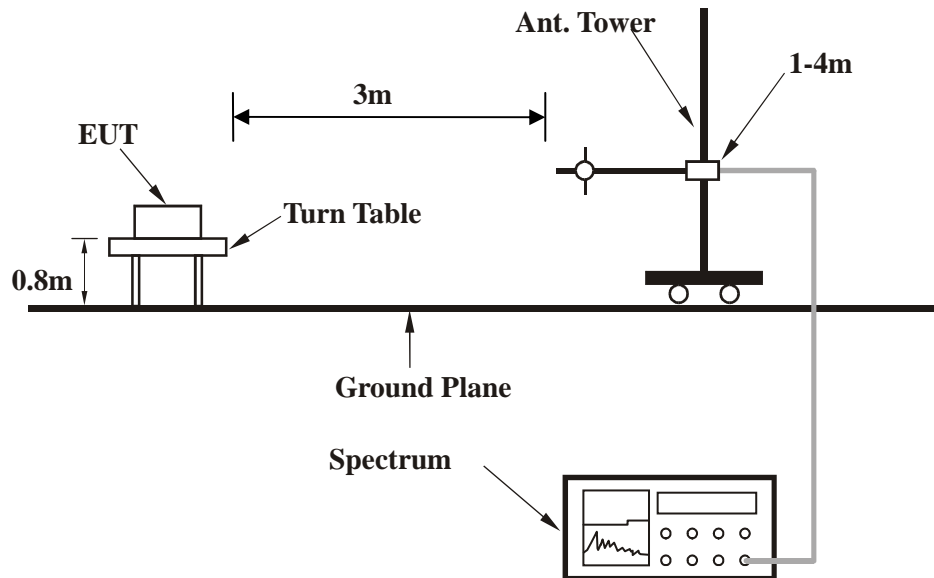 Ant. Tower
1-4m
3m
EUT
Turn Table
0.8m
Ground Plane
Spectrum